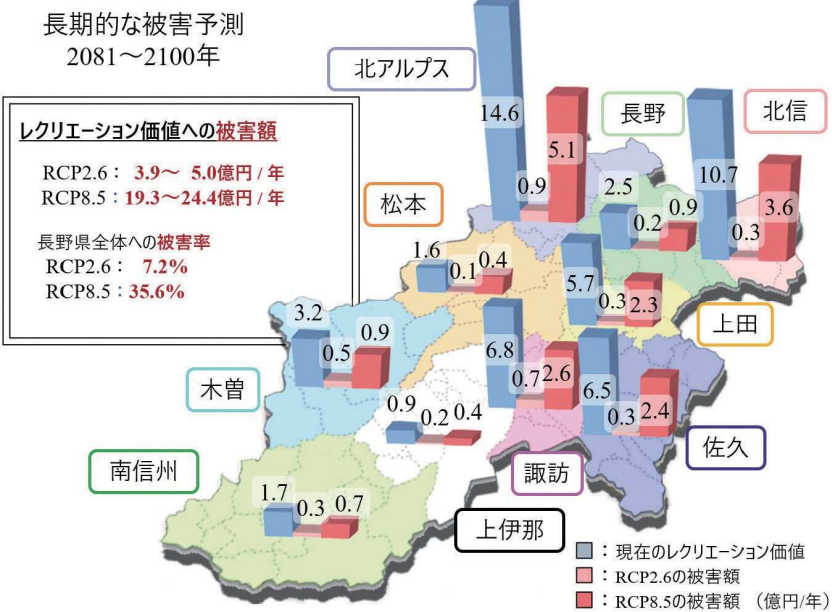 長期的な被害予測
2081～2100年
レクリエーション価値への被害額
RCP2.6： 3.9～ 5.0億円 / 年
RCP8.5：19.3～24.4億円 / 年
長野県全体への被害率
RCP2.6： 7.2%
RCP8.5：35.6%
北アルプス
14.6
0.9
5.1
長野
2.5
0.2
0.9
北信
10.7
0.3
3.6
松本
1.6
0.1
0.4
5.7
0.3
2.3
上田
木曽
3.2
0.5
0.9
6.8
0.7
2.6
諏訪
6.5
0.3
2.4
佐久
0.9
0.2
0.4
上伊那
南信州
1.7
0.3
0.7
：現在のレクリエーション価値
：RCP2.6の被害額
：RCP8.5の被害額 （億円/年）